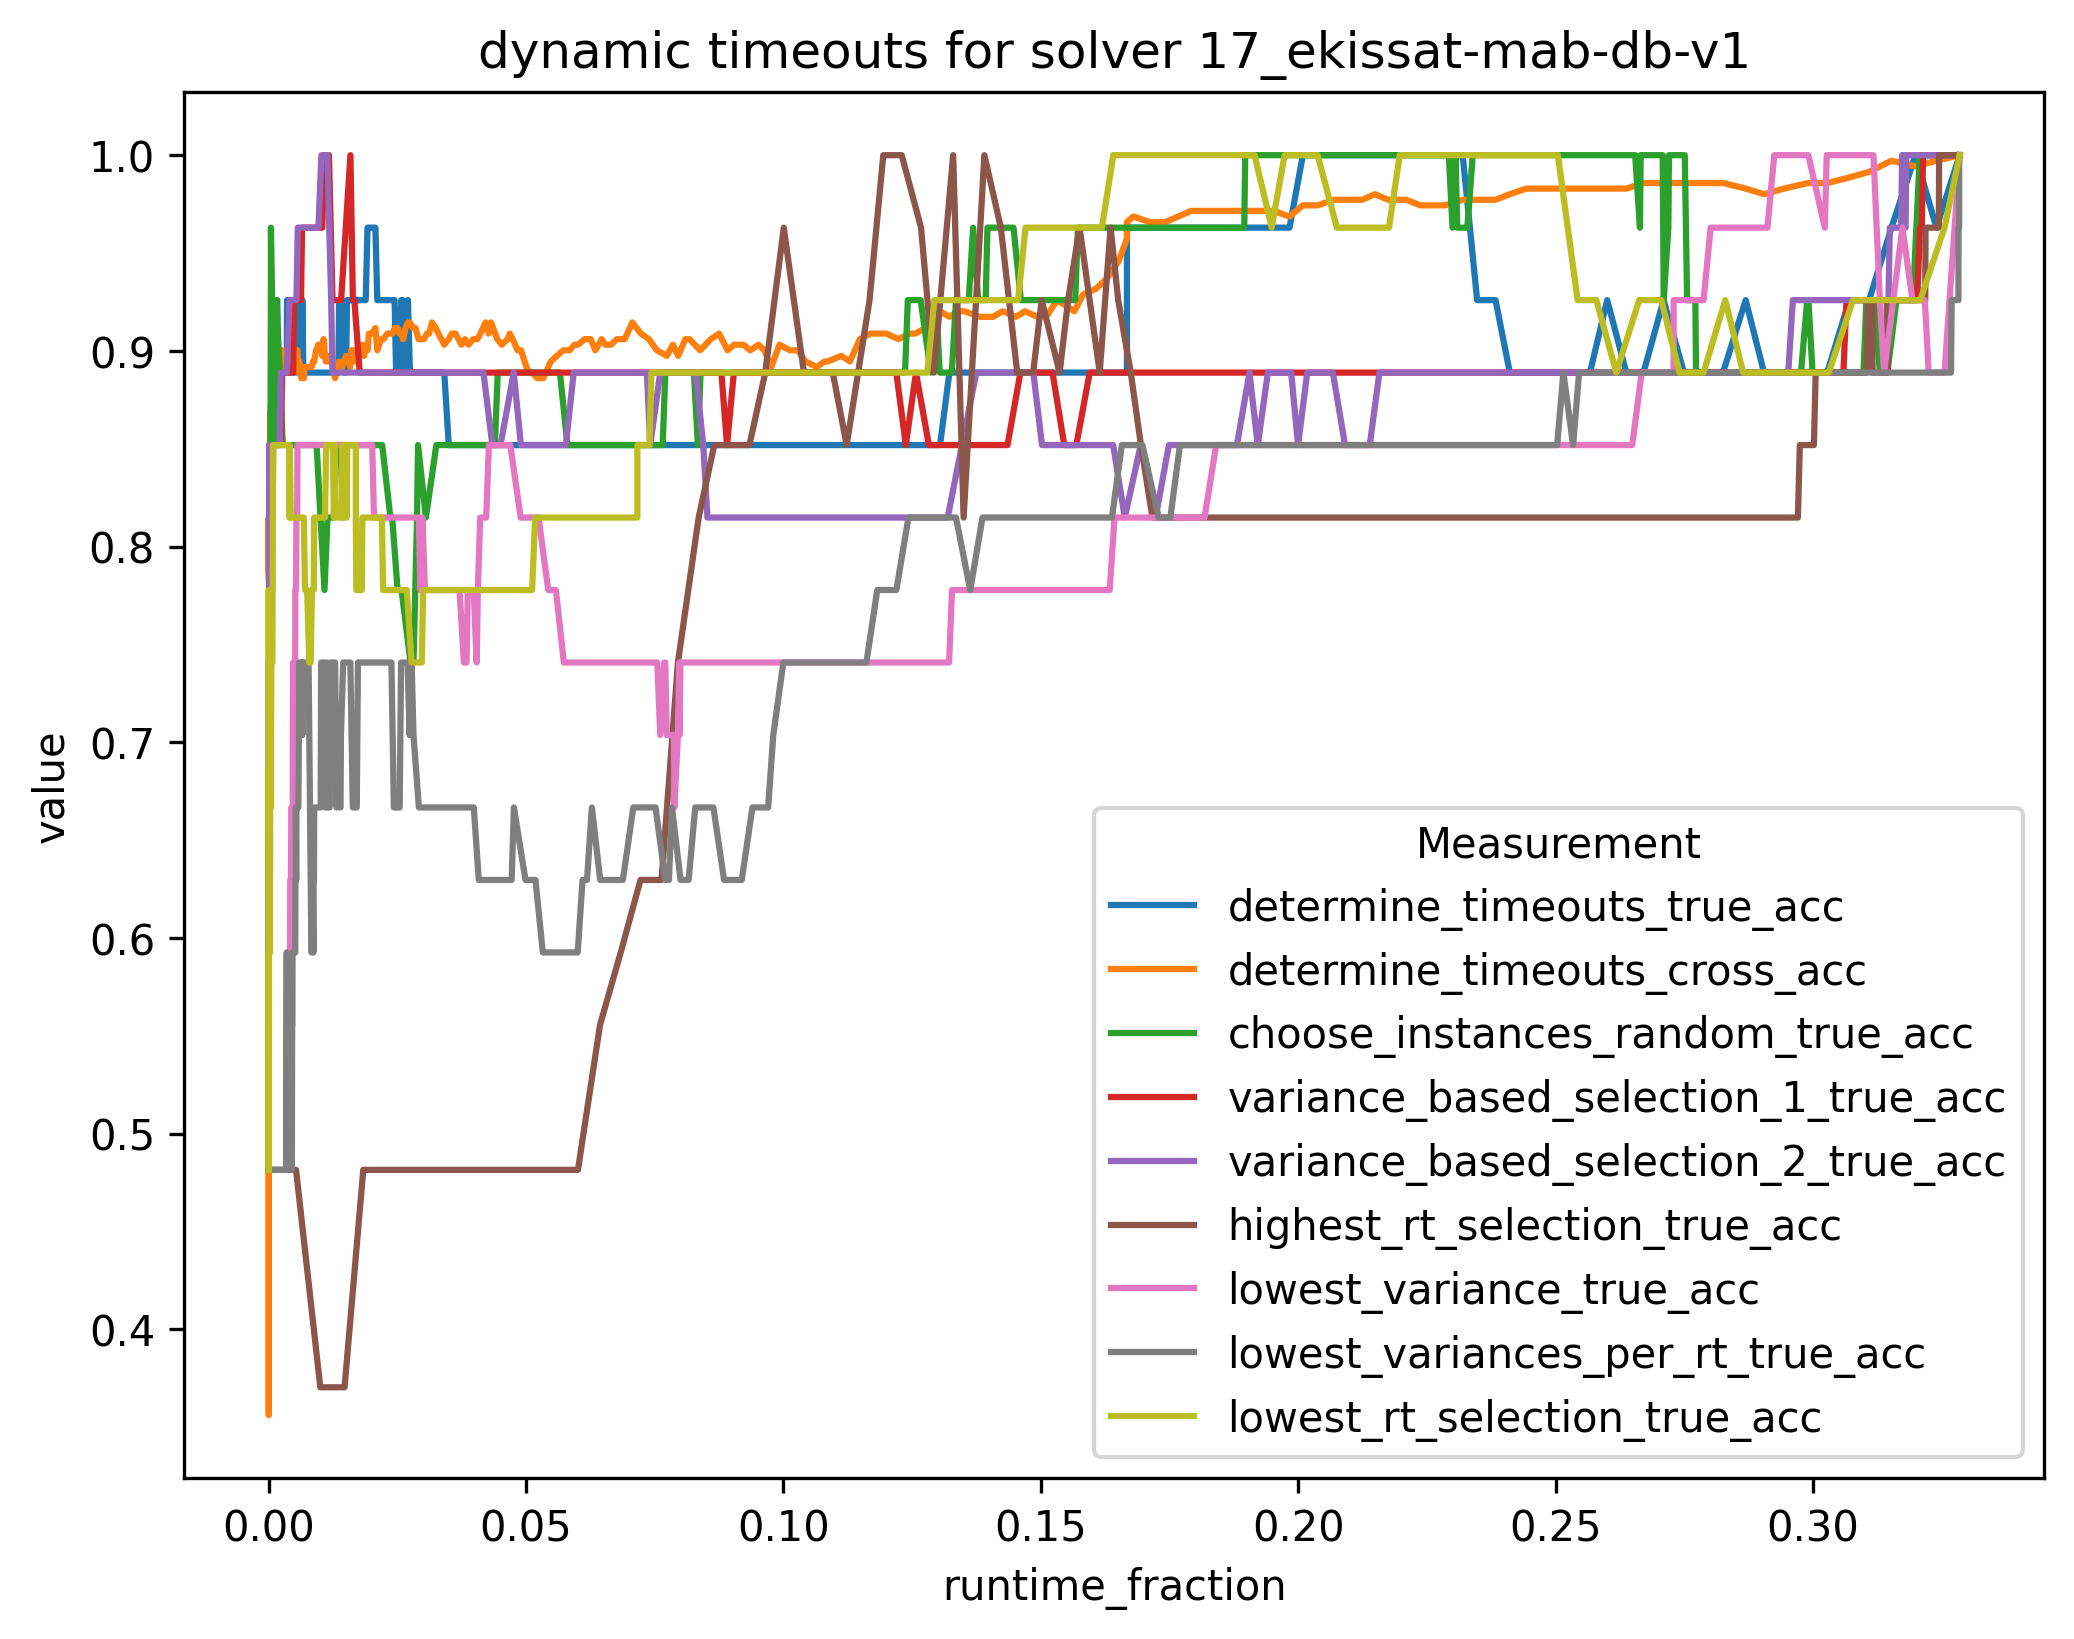 dynamic timeouts for solver 17_ekissat-mab-db-v1
value
1.0
0.9
0.8
0.7
0.6
0.5
0.4
Measurement
determine_timeouts_true_acc
determine_timeouts_cross_acc
choose_instances_random_true_acc
variance_based_selection_1_true_acc
variance_based_selection_2_true_acc
highest_rt_selection_true_acc
lowest_variance_true_acc
lowest_variances_per_rt_true_acc
lowest_rt_selection_true_acc
0.00 0.05 0.10 0.15 0.20 0.25 0.30
runtime_fraction